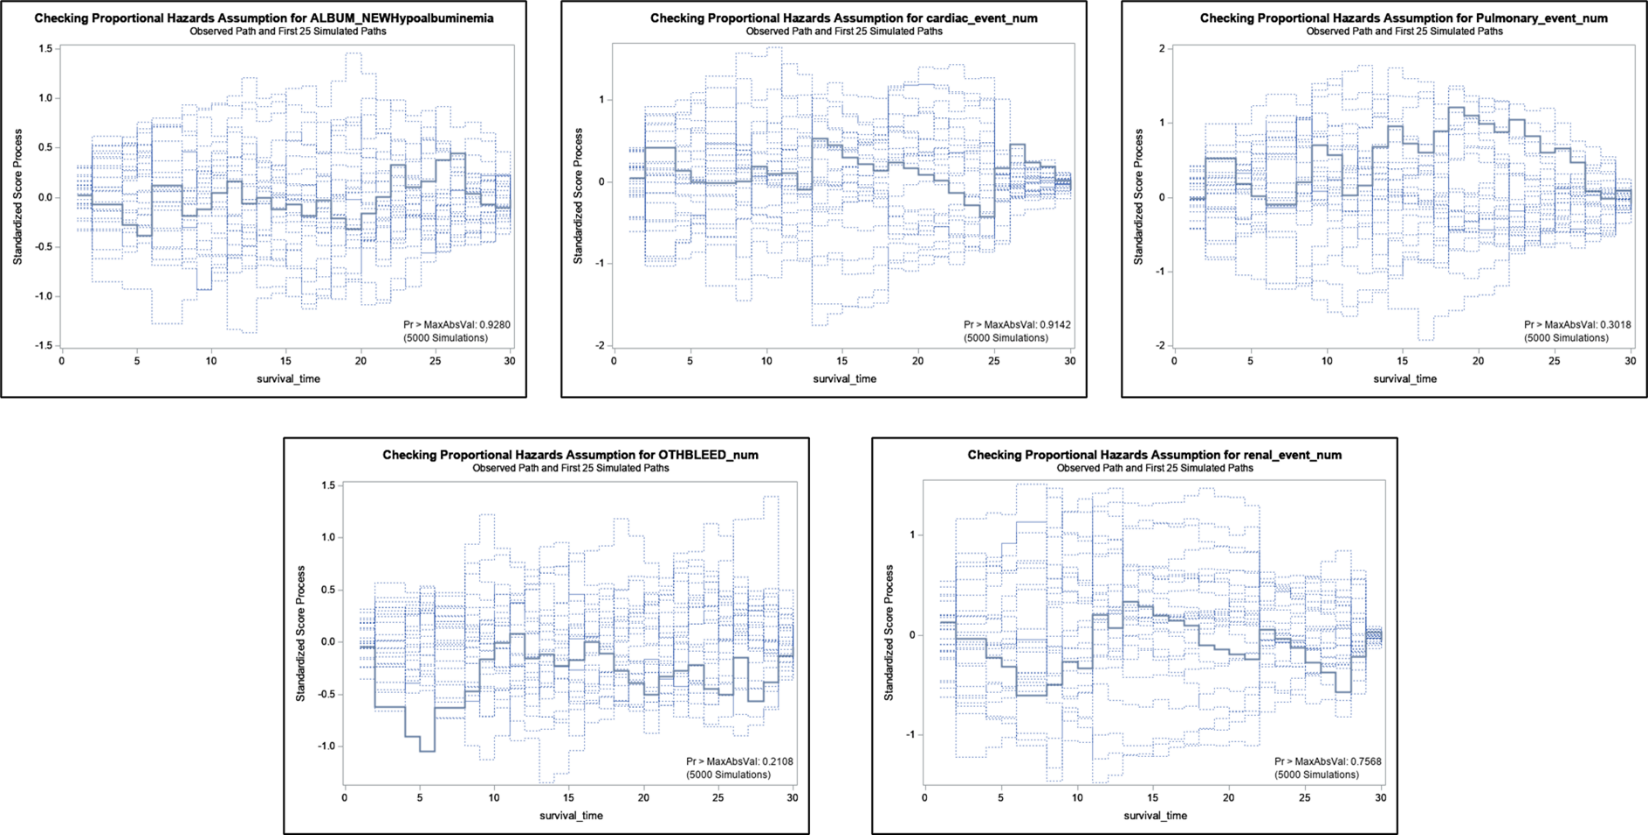 Checking Proportional Hazards Assumption for ALBUM_NEWHypoalbuminemia
Observed Path and First 25 Simulated Paths
Standardized Score Process
1.5
1.0
0.5
0.0
-0.5
-1.0
-1.5
Pr > MaxAbsVal: 0.9280
(5000 Simulations)
0 5 10 15 20 25 30
survival_time
Checking Proportional Hazards Assumption for cardiac_event_num
Observed Path and First 25 Simulated Paths
Standardized Score Process
1
0
-1
-2
Pr > MaxAbsVal: 0.9142
(5000 Simulations)
0 5 10 15 20 25 30
survival_time
Checking Proportional Hazards Assumption for Pulmonary_event_num
Observed Path and First 25 Simulated Paths
Standardized Score Process
2
1
0
-1
-2
Pr > MaxAbsVal: 0.3018
(5000 Simulations)
0 5 10 15 20 25 30
survival_time
Checking Proportional Hazards Assumption for OTHBLEED_num
Observed Path and First 25 Simulated Paths
Standardized Score Process
1.5
1.0
0.5
0.0
-0.5
-1.0
Pr > MaxAbsVal: 0.2108
(5000 Simulations)
0 5 10 15 20 25 30
survival_time
Checking Proportional Hazards Assumption for renal_event_num
Observed Path and First 25 Simulated Paths
Standardized Score Process
1
0
-1
Pr > MaxAbsVal: 0.7568
(5000 Simulations)
0 5 10 15 20 25 30
survival_time